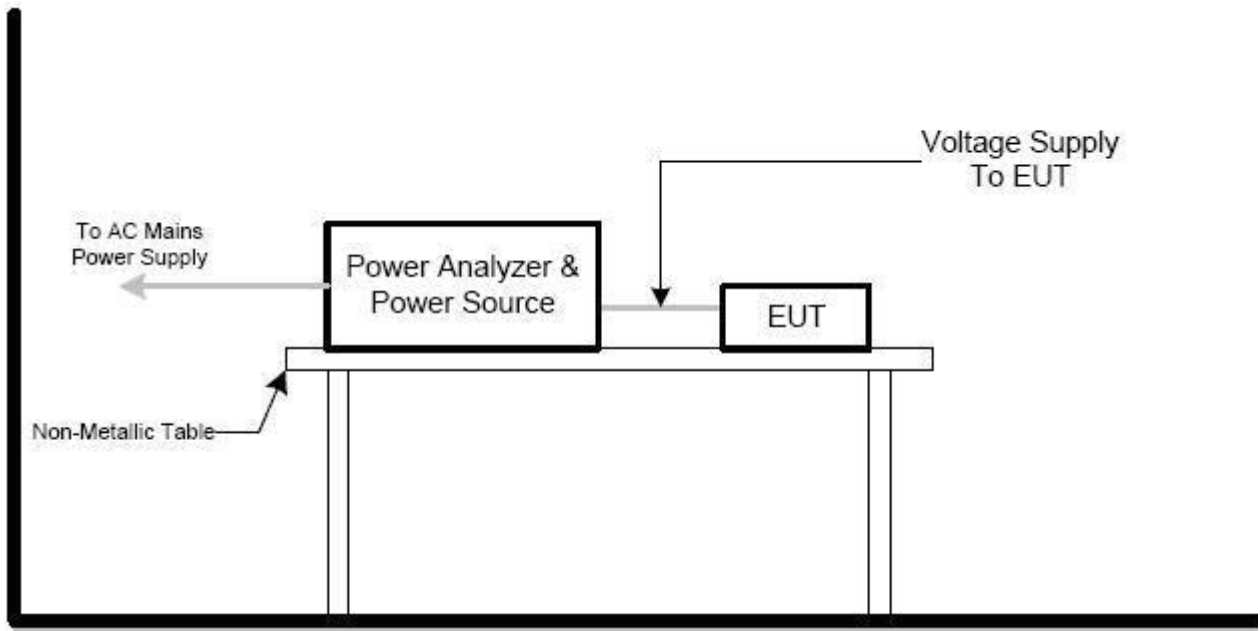 Voltage Supply
To EUT
To AC Mains
Power Supply
Power Analyzer &
Power Source
EUT
Non-Metallic Table